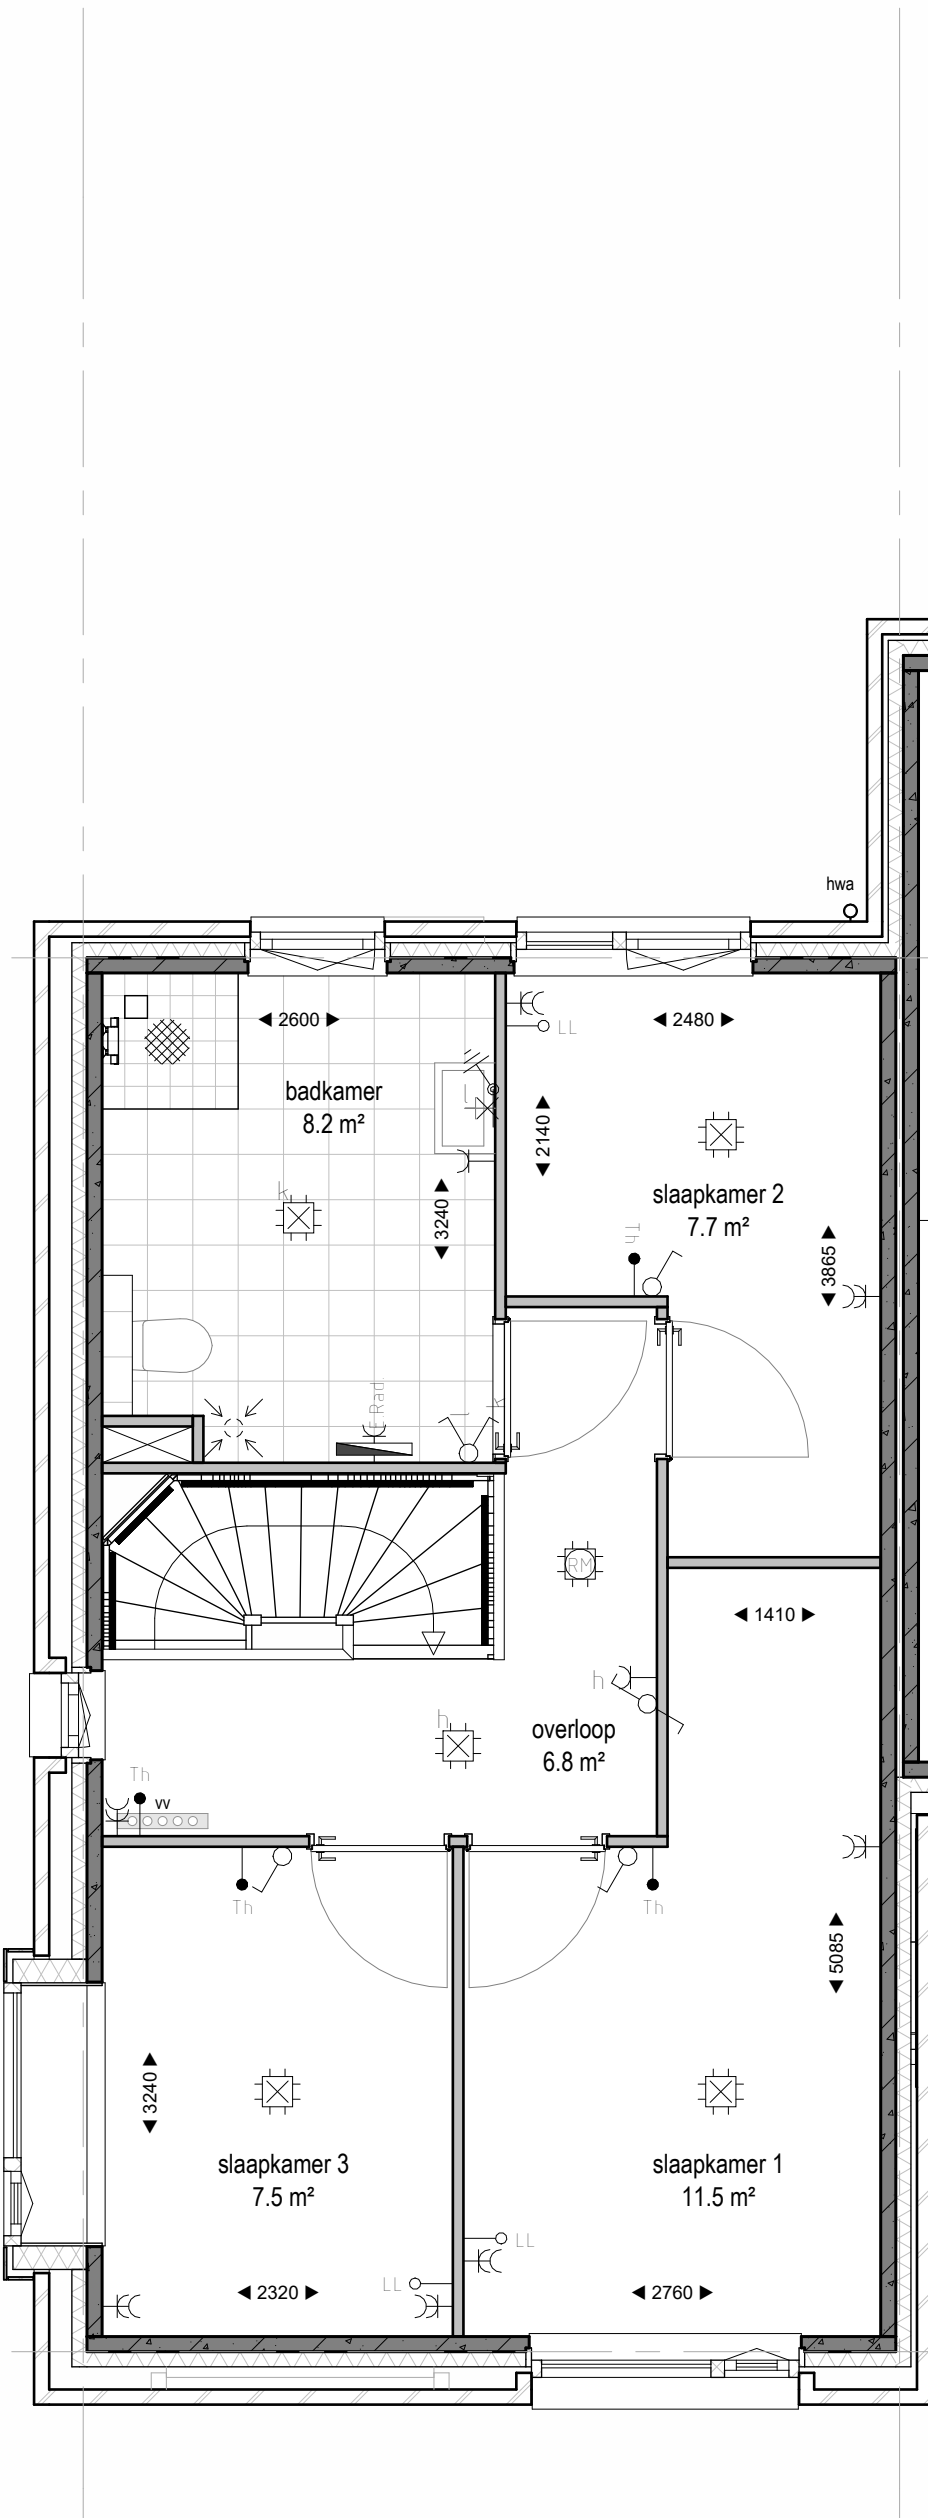 hwa
◄ 2600 ►
◄ 2480 ►
LL
badkamer
8.2 m²
◄ 2140 ►
slaapkamer 2
7.7 m²
k
◄ 3240 ►
Th
◄ 3865 ►
ERad.
l
k
RM
◄ 1410 ►
h
h
overloop
6.8 m²
Th
vv
Th
Th
◄ 5085 ►
◄ 3240 ►
slaapkamer 3
7.5 m²
slaapkamer 1
11.5 m²
LL
LL
◄ 2320 ►
◄ 2760 ►